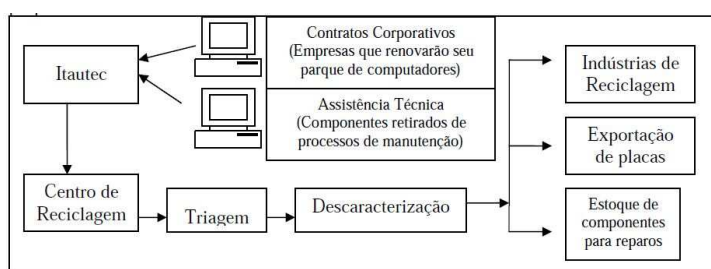 Itautec
Contratos Corporativos
(Empresas que renovarão seu
parque de computadores)
Assistência Técnica
(Componentes retirados de
processos de manutenção)
Indústrias de
Reciclagem
Exportação
de placas
Estoque de
componentes
para reparos
Centro de
Reciclagem
Triagem
Descaracterização